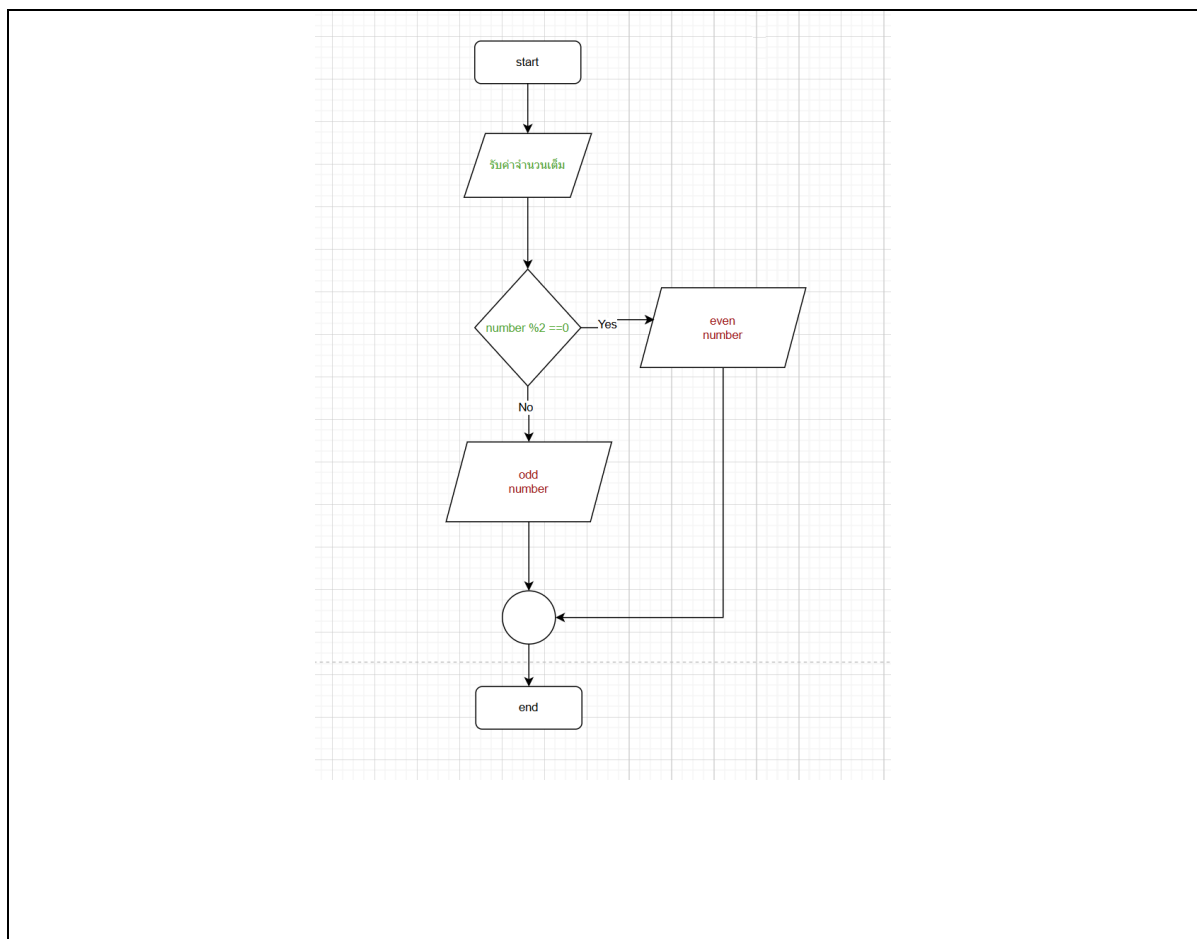 start
รับค่าจำนวนเต็ม
number %2 ==0
Yes
even
number
No
odd
number
end